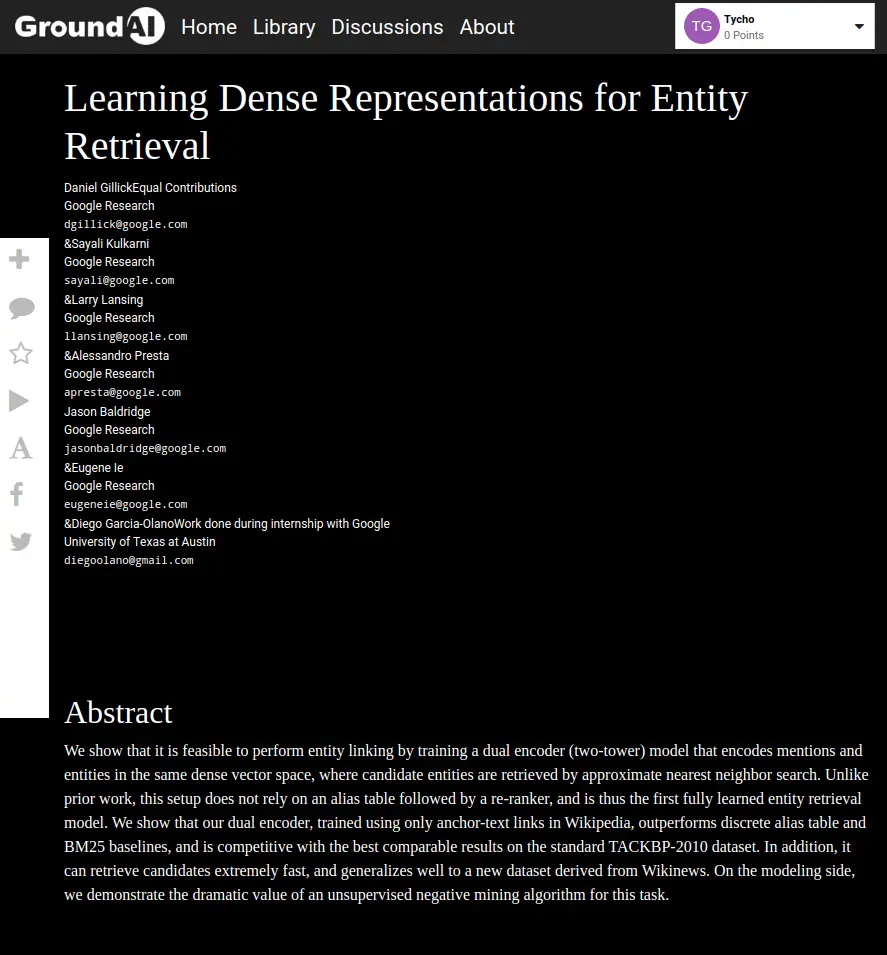 GroundAI Home Library Discussions About
TG Tycho
0 Points
Learning Dense Representations for Entity
Retrieval
Daniel GillickEqual Contributions
Google Research
dgillick@google.com
&Sayali Kulkarni
Google Research
sayali@google.com
&Larry Lansing
Google Research
llansing@google.com
&Alessandro Presta
Google Research
apresta@google.com
Jason Baldridge
Google Research
jasonbaldridge@google.com
&Eugene Ie
Google Research
eugeneie@google.com
&Diego Garcia-OlanoWork done during internship with Google
University of Texas at Austin
diegoolano@gmail.com
Abstract
We show that it is feasible to perform entity linking by training a dual encoder (two-tower) model that encodes mentions and
entities in the same dense vector space, where candidate entities are retrieved by approximate nearest neighbor search. Unlike
prior work, this setup does not rely on an alias table followed by a re-ranker, and is thus the first fully learned entity retrieval
model. We show that our dual encoder, trained using only anchor-text links in Wikipedia, outperforms discrete alias table and
BM25 baselines, and is competitive with the best comparable results on the standard TACKBP-2010 dataset. In addition, it
can retrieve candidates extremely fast, and generalizes well to a new dataset derived from Wikinews. On the modeling side,
we demonstrate the dramatic value of an unsupervised negative mining algorithm for this task.